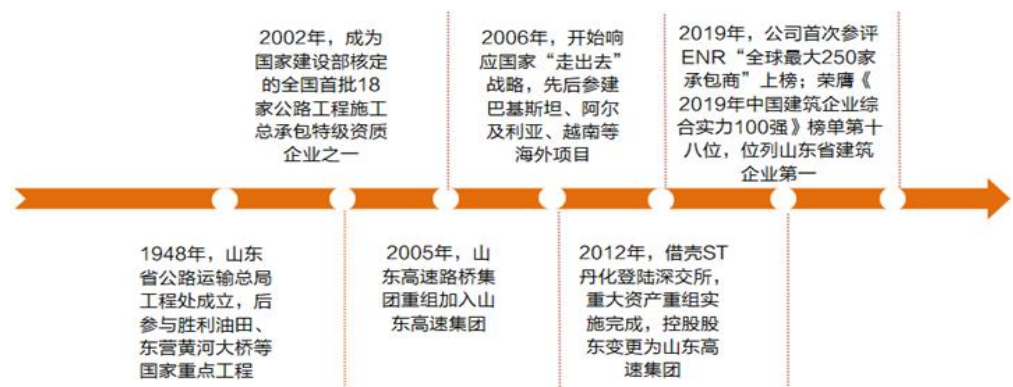 2002年，成为
国家建设部核定
的全国首批18
家公路工程施工
总承包特级资质
企业之一
2006年，开始响
应国家“走出去”
战略，先后参建
巴基斯坦、阿尔
及利亚、越南等
海外项目
2019年，公司首次参评
ENR“全球最大250家
承包商”上榜；荣膺《
2019年中国建筑企业综
合实力100强》榜单第十
八位，位列山东省建筑
企业第一
1948年，山东
省公路运输总局
工程处成立，后
参与胜利油田、
东营黄河大桥等
国家重点工程
2005年，山
东高速路桥集
团重组加入山
东高速集团
2012年，借壳ST
丹化登陆深交所，
重大资产重组实
施完成，控股股
东变更为山东高
速集团